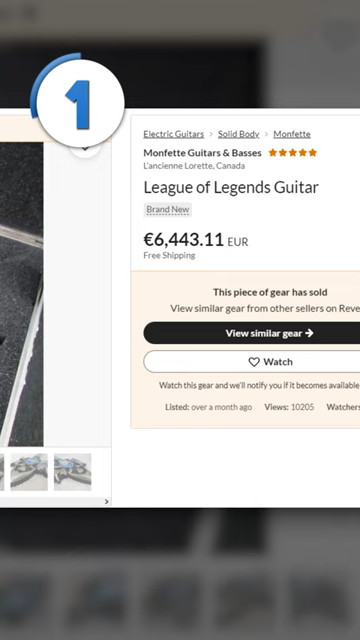 1
Electric Guitars > Solid Body > Monfette
Monfette Guitars & Basses
L'ancienne Lorette, Canada
League of Legends Guitar
Brand New
€6,443.11 EUR
Free Shipping
This piece of gear has sold
View similar gear from other sellers on Reve
View similar gear →
Watch
Watch this gear and we'll notify you if it becomes available
Listed: over a month ago Views: 10205 Watchers